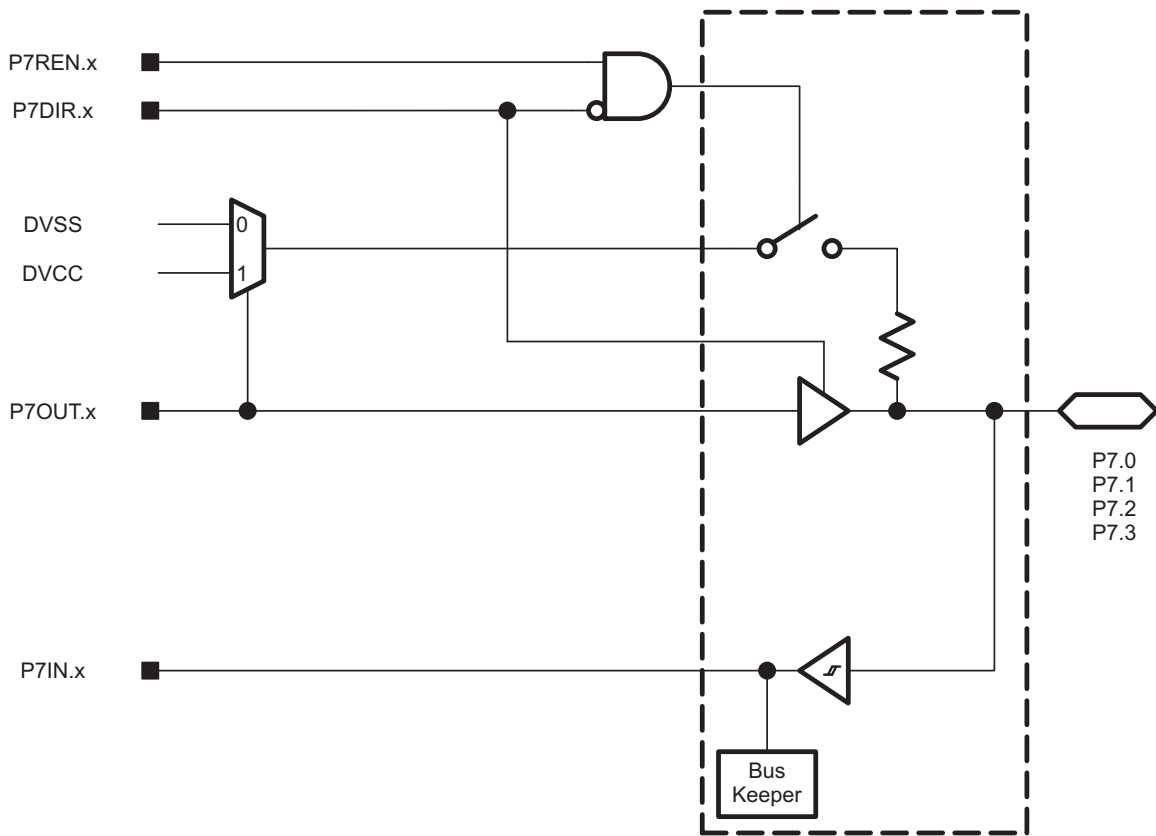 P7REN.x
P7DIR.x
DVSS
0
DVCC
1
P7OUT.x
P7.0
P7.1
P7.2
P7.3
P7IN.x
Bus
Keeper